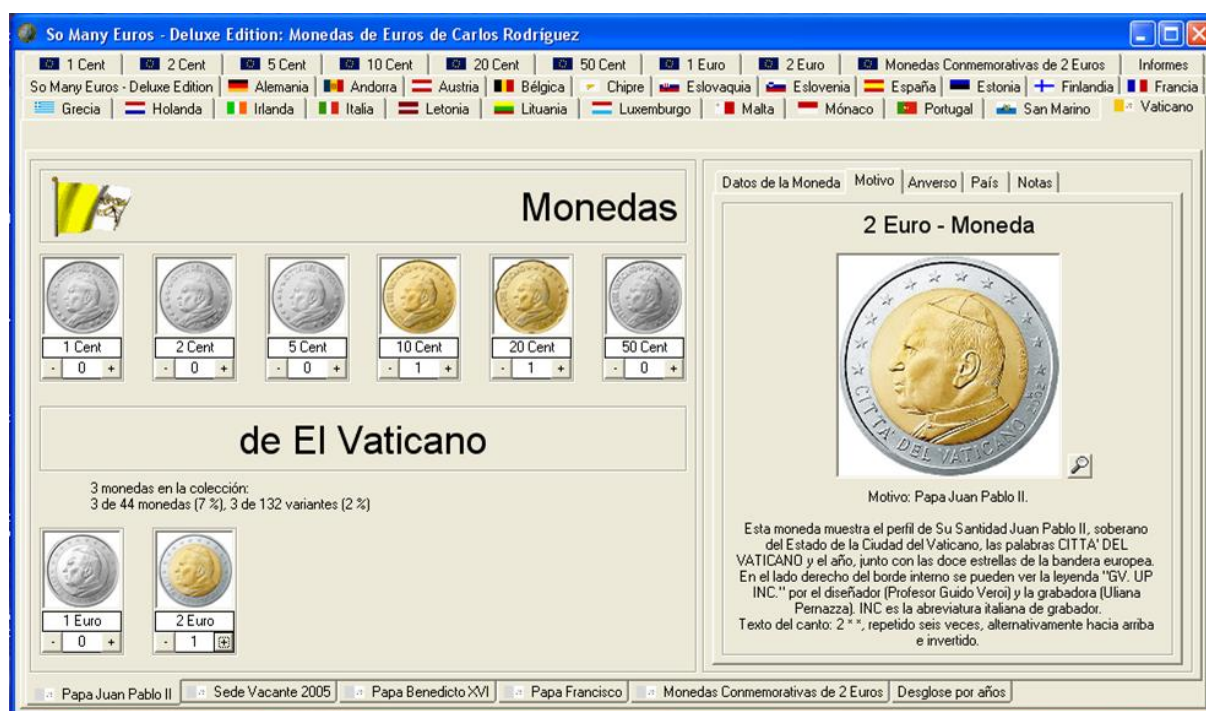 So Many Euros - Deluxe Edition: Monedas de Euros de Carlos Rodríguez
1 Cent 2 Cent 5 Cent 10 Cent 20 Cent 50 Cent 1 Euro 2 Euro Monedas Conmemorativas de 2 Euros Informes
So Many Euros - Deluxe Edition Alemania Andorra Austria Bélgica Chipre Eslovaquia Eslovenia España Estonia Finlandia Francia
Grecia Holanda Irlanda Italia Letonia Lituania Luxemburgo Malta Mónaco Portugal San Marino Vaticano
Monedas
1 Cent 2 Cent 5 Cent 10 Cent 20 Cent 50 Cent
- 0 + - 0 + - 0 + - 1 + - 1 + - 0 +
de El Vaticano
3 monedas en la colección:
3 de 44 monedas (7 %), 3 de 132 variantes (2 %)
1 Euro 2 Euro
- 0 + - 1 +
Datos de la Moneda Motivo Anverso País Notas
2 Euro - Moneda
CITTA' DEL VATICANO 2002
Motivo: Papa Juan Pablo II.
Esta moneda muestra el perfil de Su Santidad Juan Pablo II, soberano
del Estado de la Ciudad del Vaticano, las palabras CITTA' DEL
VATICANO y el año, junto con las doce estrellas de la bandera europea.
En el lado derecho del borde interno se pueden ver la leyenda "GV. UP
INC." por el diseñador (Profesor Guido Veroi) y la grabadora (Uliana
Pernazza). INC es la abreviatura italiana de grabador.
Texto del canto: 2 * *, repetido seis veces, alternativamente hacia arriba
e invertido.
Papa Juan Pablo II Sede Vacante 2005 Papa Benedicto XVI Papa Francisco Monedas Conmemorativas de 2 Euros Desglose por años